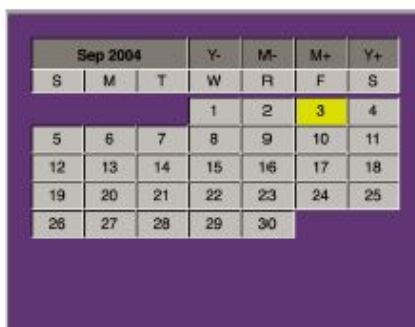 Sep 2004 Y- M- M+ Y+
S M T W R F S
1 2 3 4
5 6 7 8 9 10 11
12 13 14 15 16 17 18
19 20 21 22 23 24 25
26 27 28 29 30